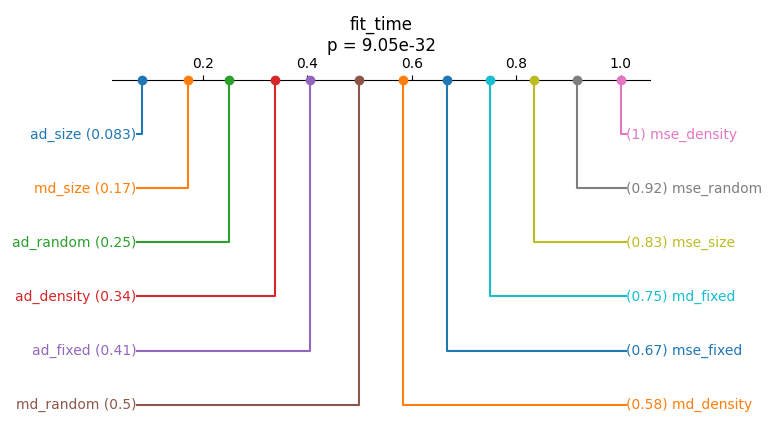 fit_time
p = 9.05e-32
0.2 0.4 0.6 0.8 1.0
ad_size (0.083) (1) mse_density
md_size (0.17) (0.92) mse_random
ad_random (0.25) (0.83) mse_size
ad_density (0.34) (0.75) md_fixed
ad_fixed (0.41) (0.67) mse_fixed
md_random (0.5) (0.58) md_density